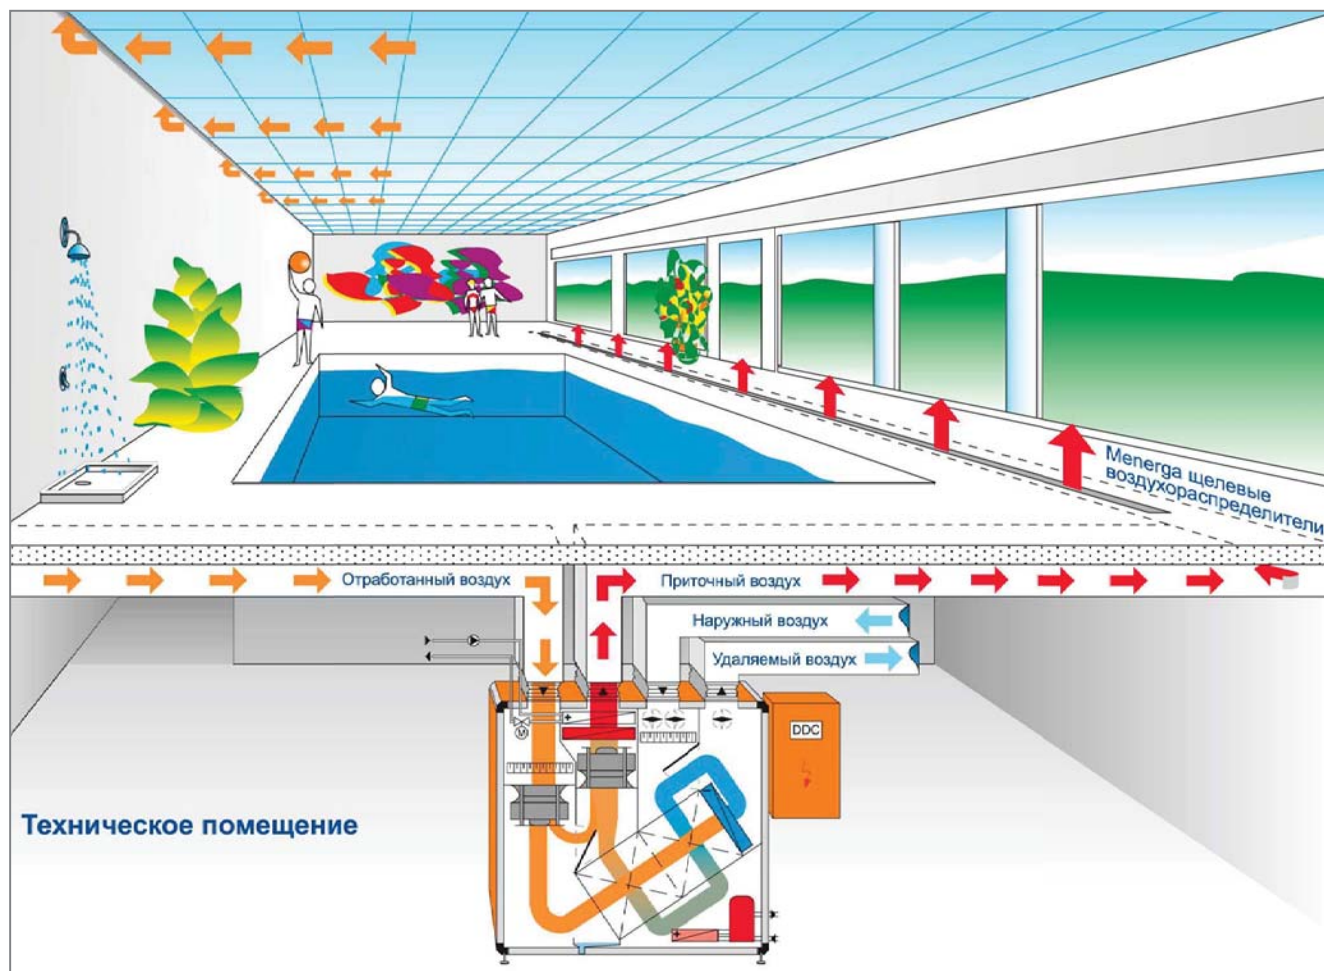 Menerga щелевые
воздухораспределители
Отработанный воздух
Приточный воздух
Наружный воздух
Удаляемый воздух
DDC
M
Техническое помещение